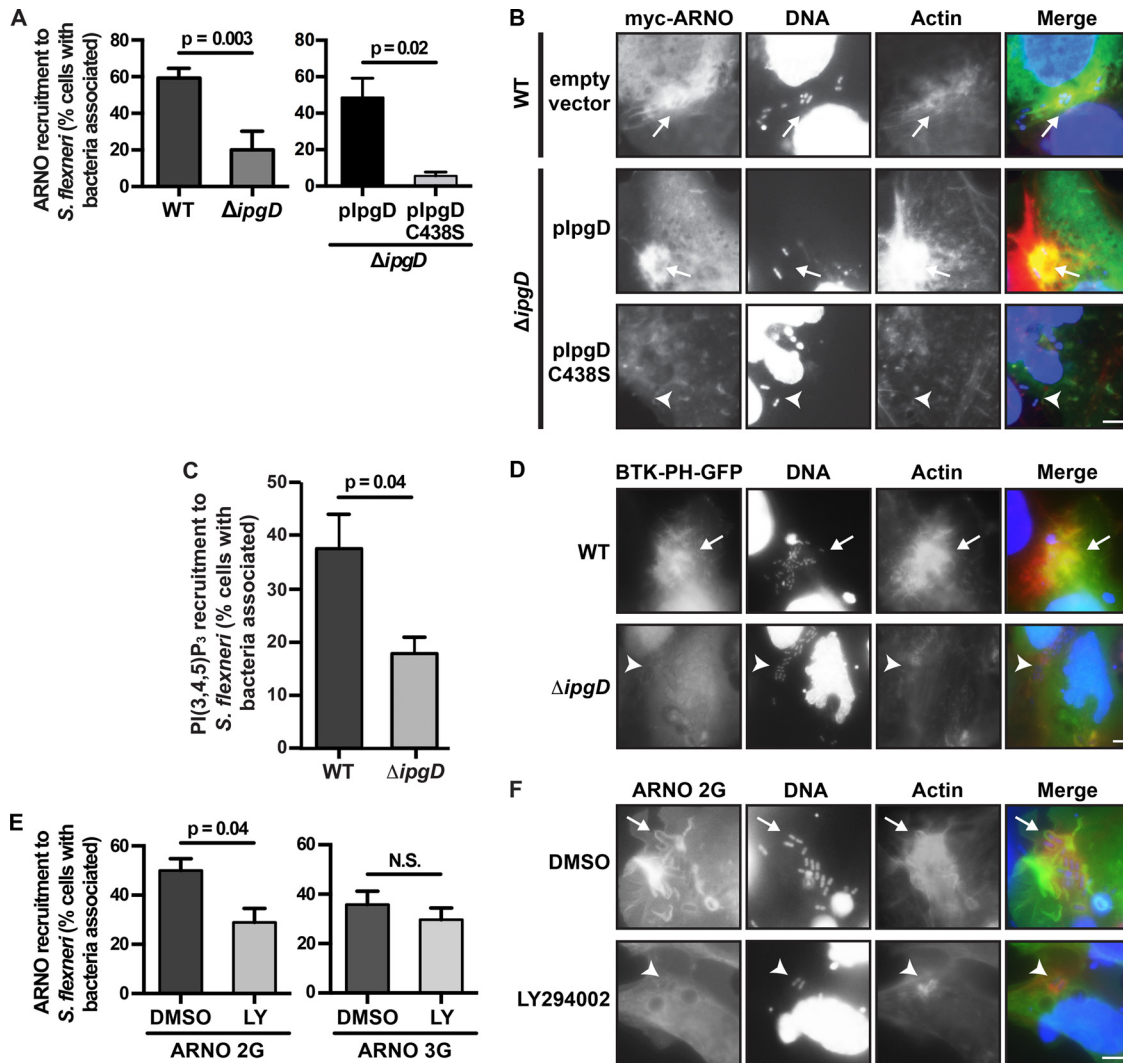 A
ARNO recruitment to
S. flexneri (% cells with
bacteria associated)
80
60
40
20
0
p = 0.003
WT
ΔipgD
80
60
40
20
0
p = 0.02
pIpgD
pIpgD
C438S
ΔipgD
B
myc-ARNO
DNA
Actin
Merge
WT
empty
vector
ΔipgD
pIpgD
pIpgD
C438S
C
PI(3,4,5)P₃ recruitment to
S. flexneri (% cells with
bacteria associated)
50
40
30
20
10
0
p = 0.04
WT
ΔipgD
D
BTK-PH-GFP
DNA
Actin
Merge
WT
ΔipgD
E
ARNO recruitment to
S. flexneri (% cells with
bacteria associated)
60
40
20
0
p = 0.04
DMSO
LY
ARNO 2G
60
40
20
0
N.S.
DMSO
LY
ARNO 3G
F
ARNO 2G
DNA
Actin
Merge
DMSO
LY294002